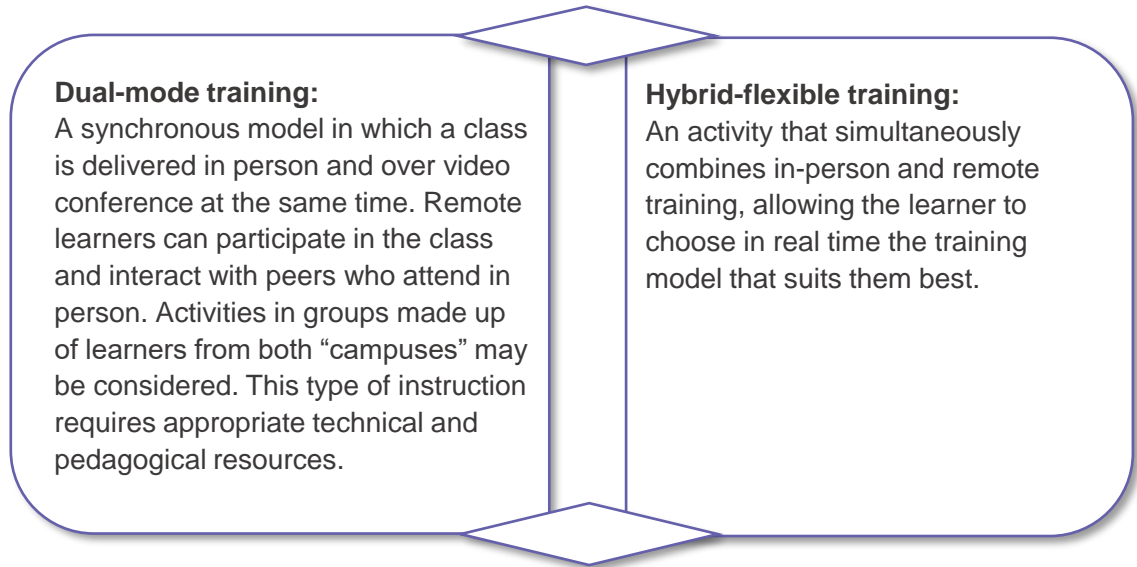 Dual-mode training:
A synchronous model in which a class
is delivered in person and over video
conference at the same time. Remote
learners can participate in the class
and interact with peers who attend in
person. Activities in groups made up
of learners from both “campuses” may
be considered. This type of instruction
requires appropriate technical and
pedagogical resources.
Hybrid-flexible training:
An activity that simultaneously
combines in-person and remote
training, allowing the learner to
choose in real time the training
model that suits them best.